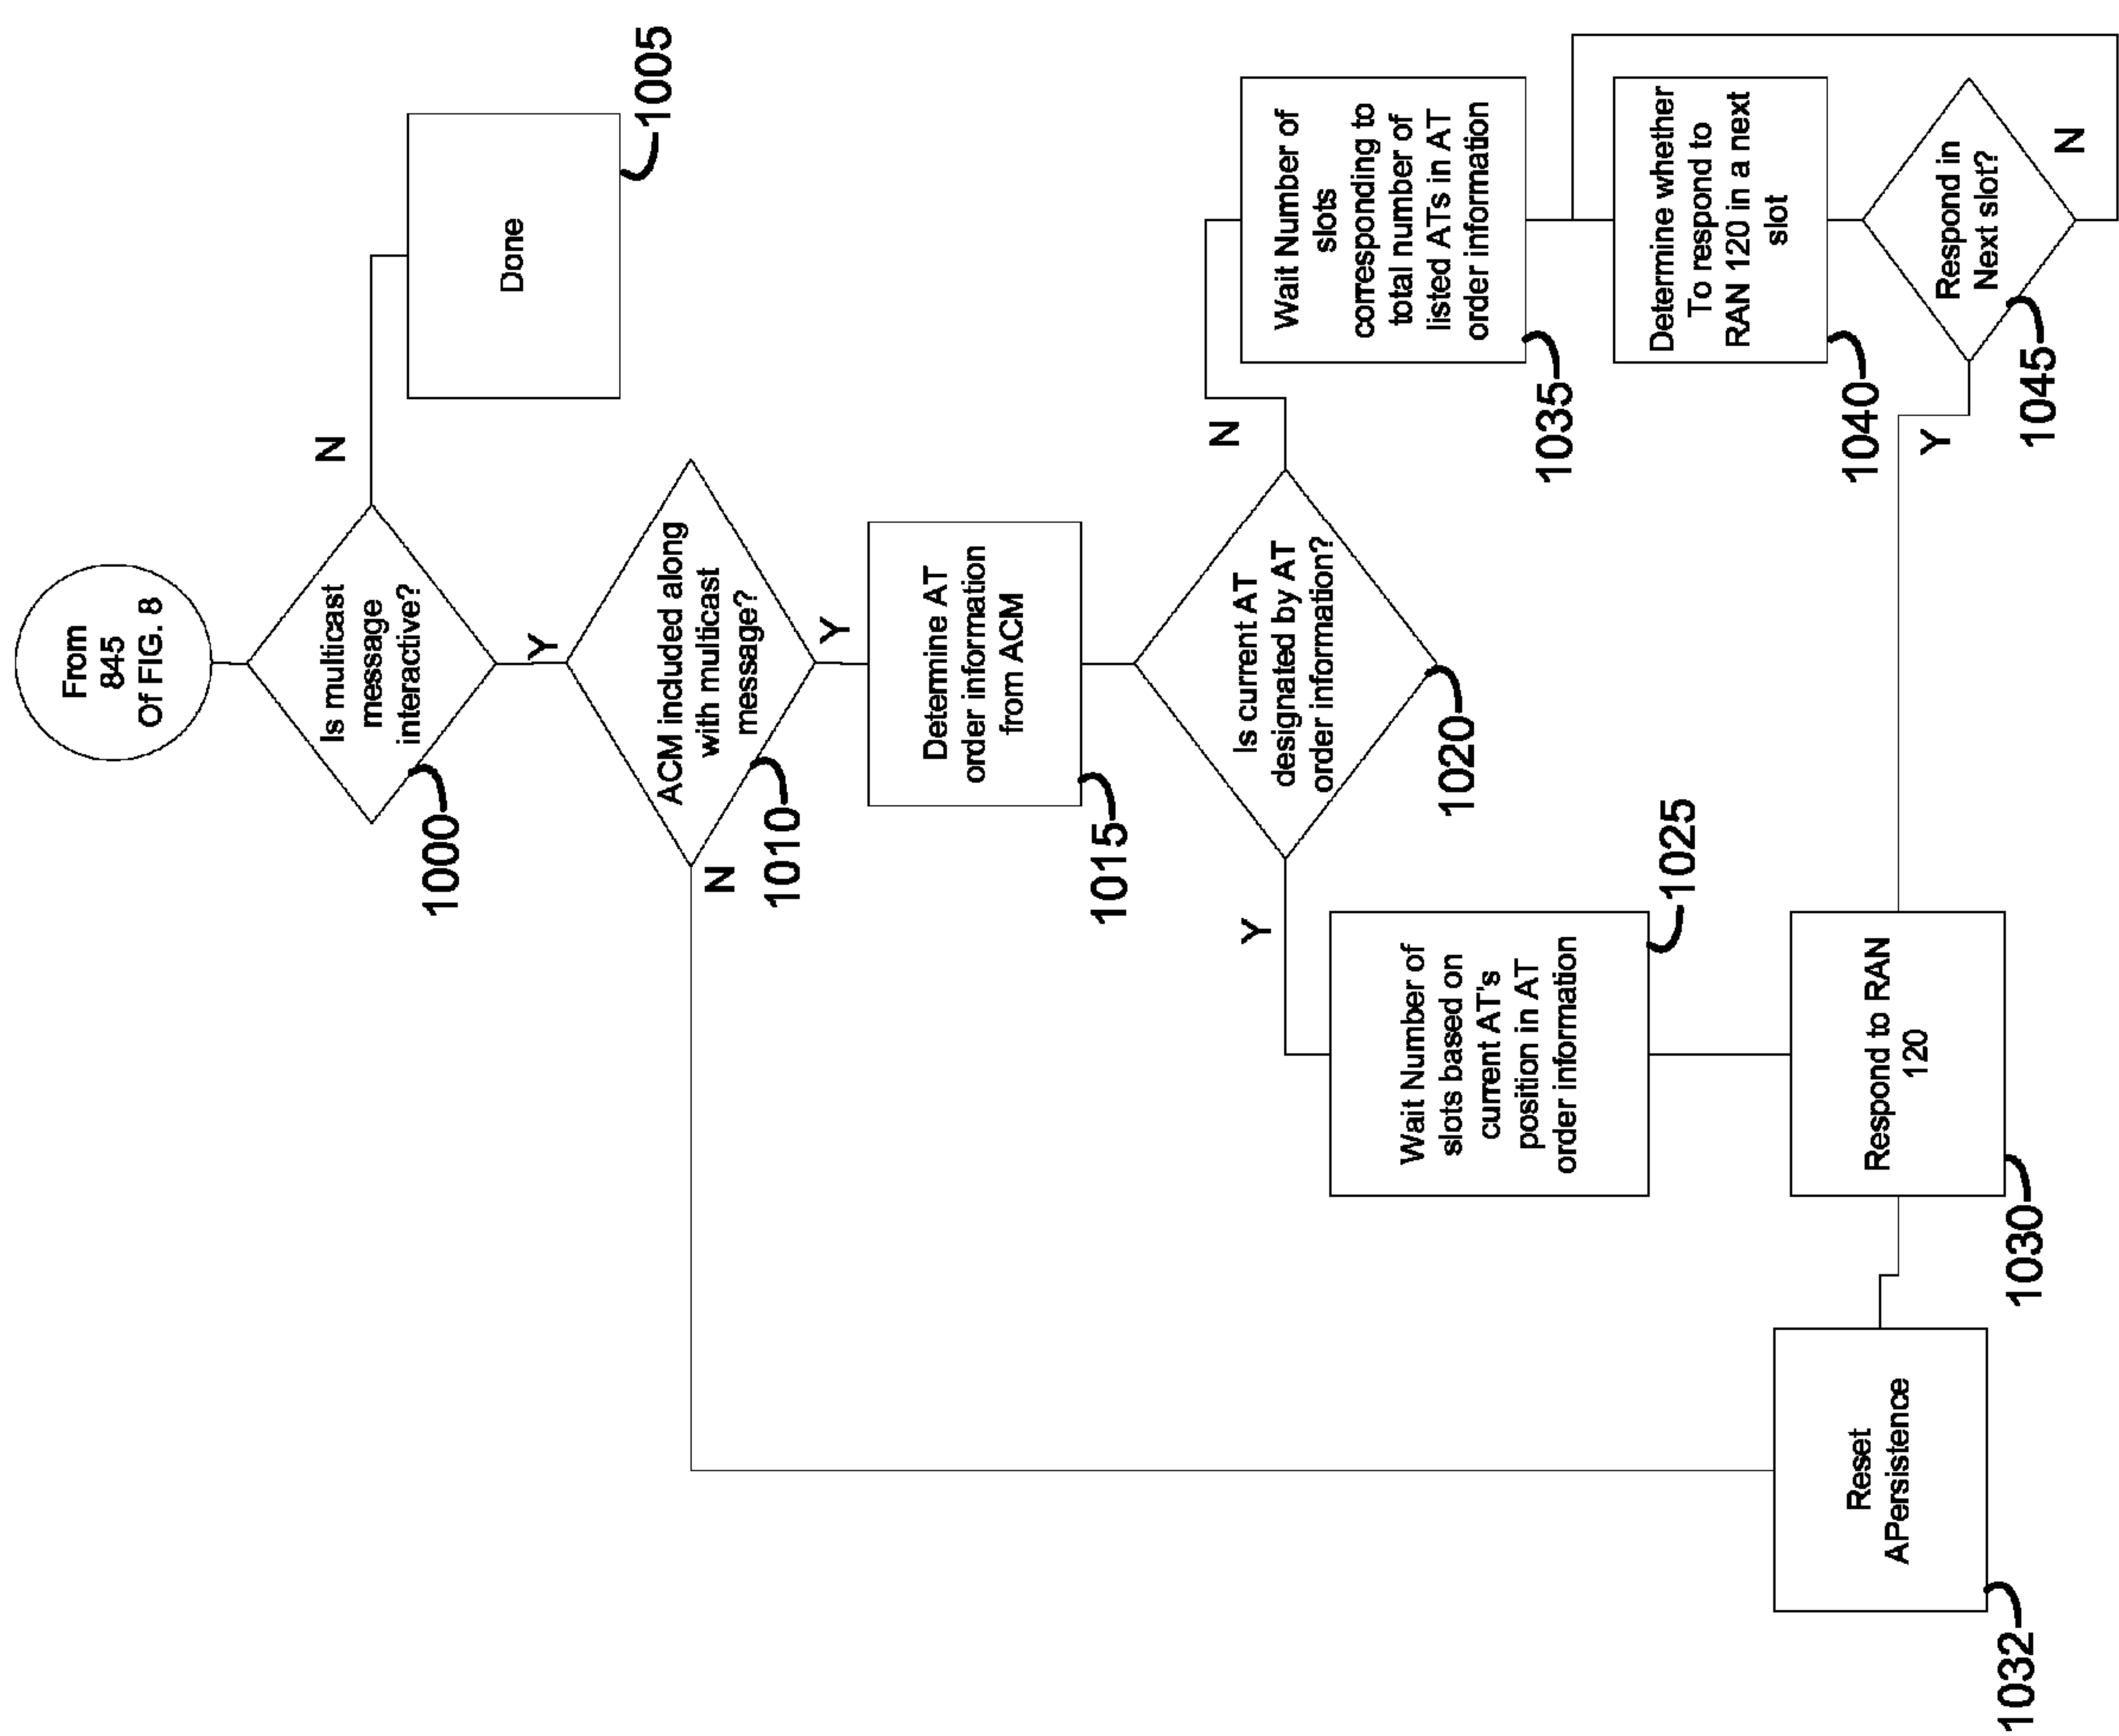 From
845
Of FIG. 8
Is multicast
message
interactive?
1000
N
Done
1005
Y
ACM included along
with multicast
message?
1010
N
Y
Determine AT
order information
from ACM
1015
Is current AT
designated by AT
order information?
1020
Y
N
Wait Number of
slots based on
current AT's
position in AT
order information
1025
Wait Number of
slots
corresponding to
total number of
listed ATs in AT
order information
1035
Determine whether
To respond to
RAN 120 in a next
slot
1040
Respond in
Next slot?
1045
Y
N
Respond to RAN
120
1030
Reset
APersistence
1032